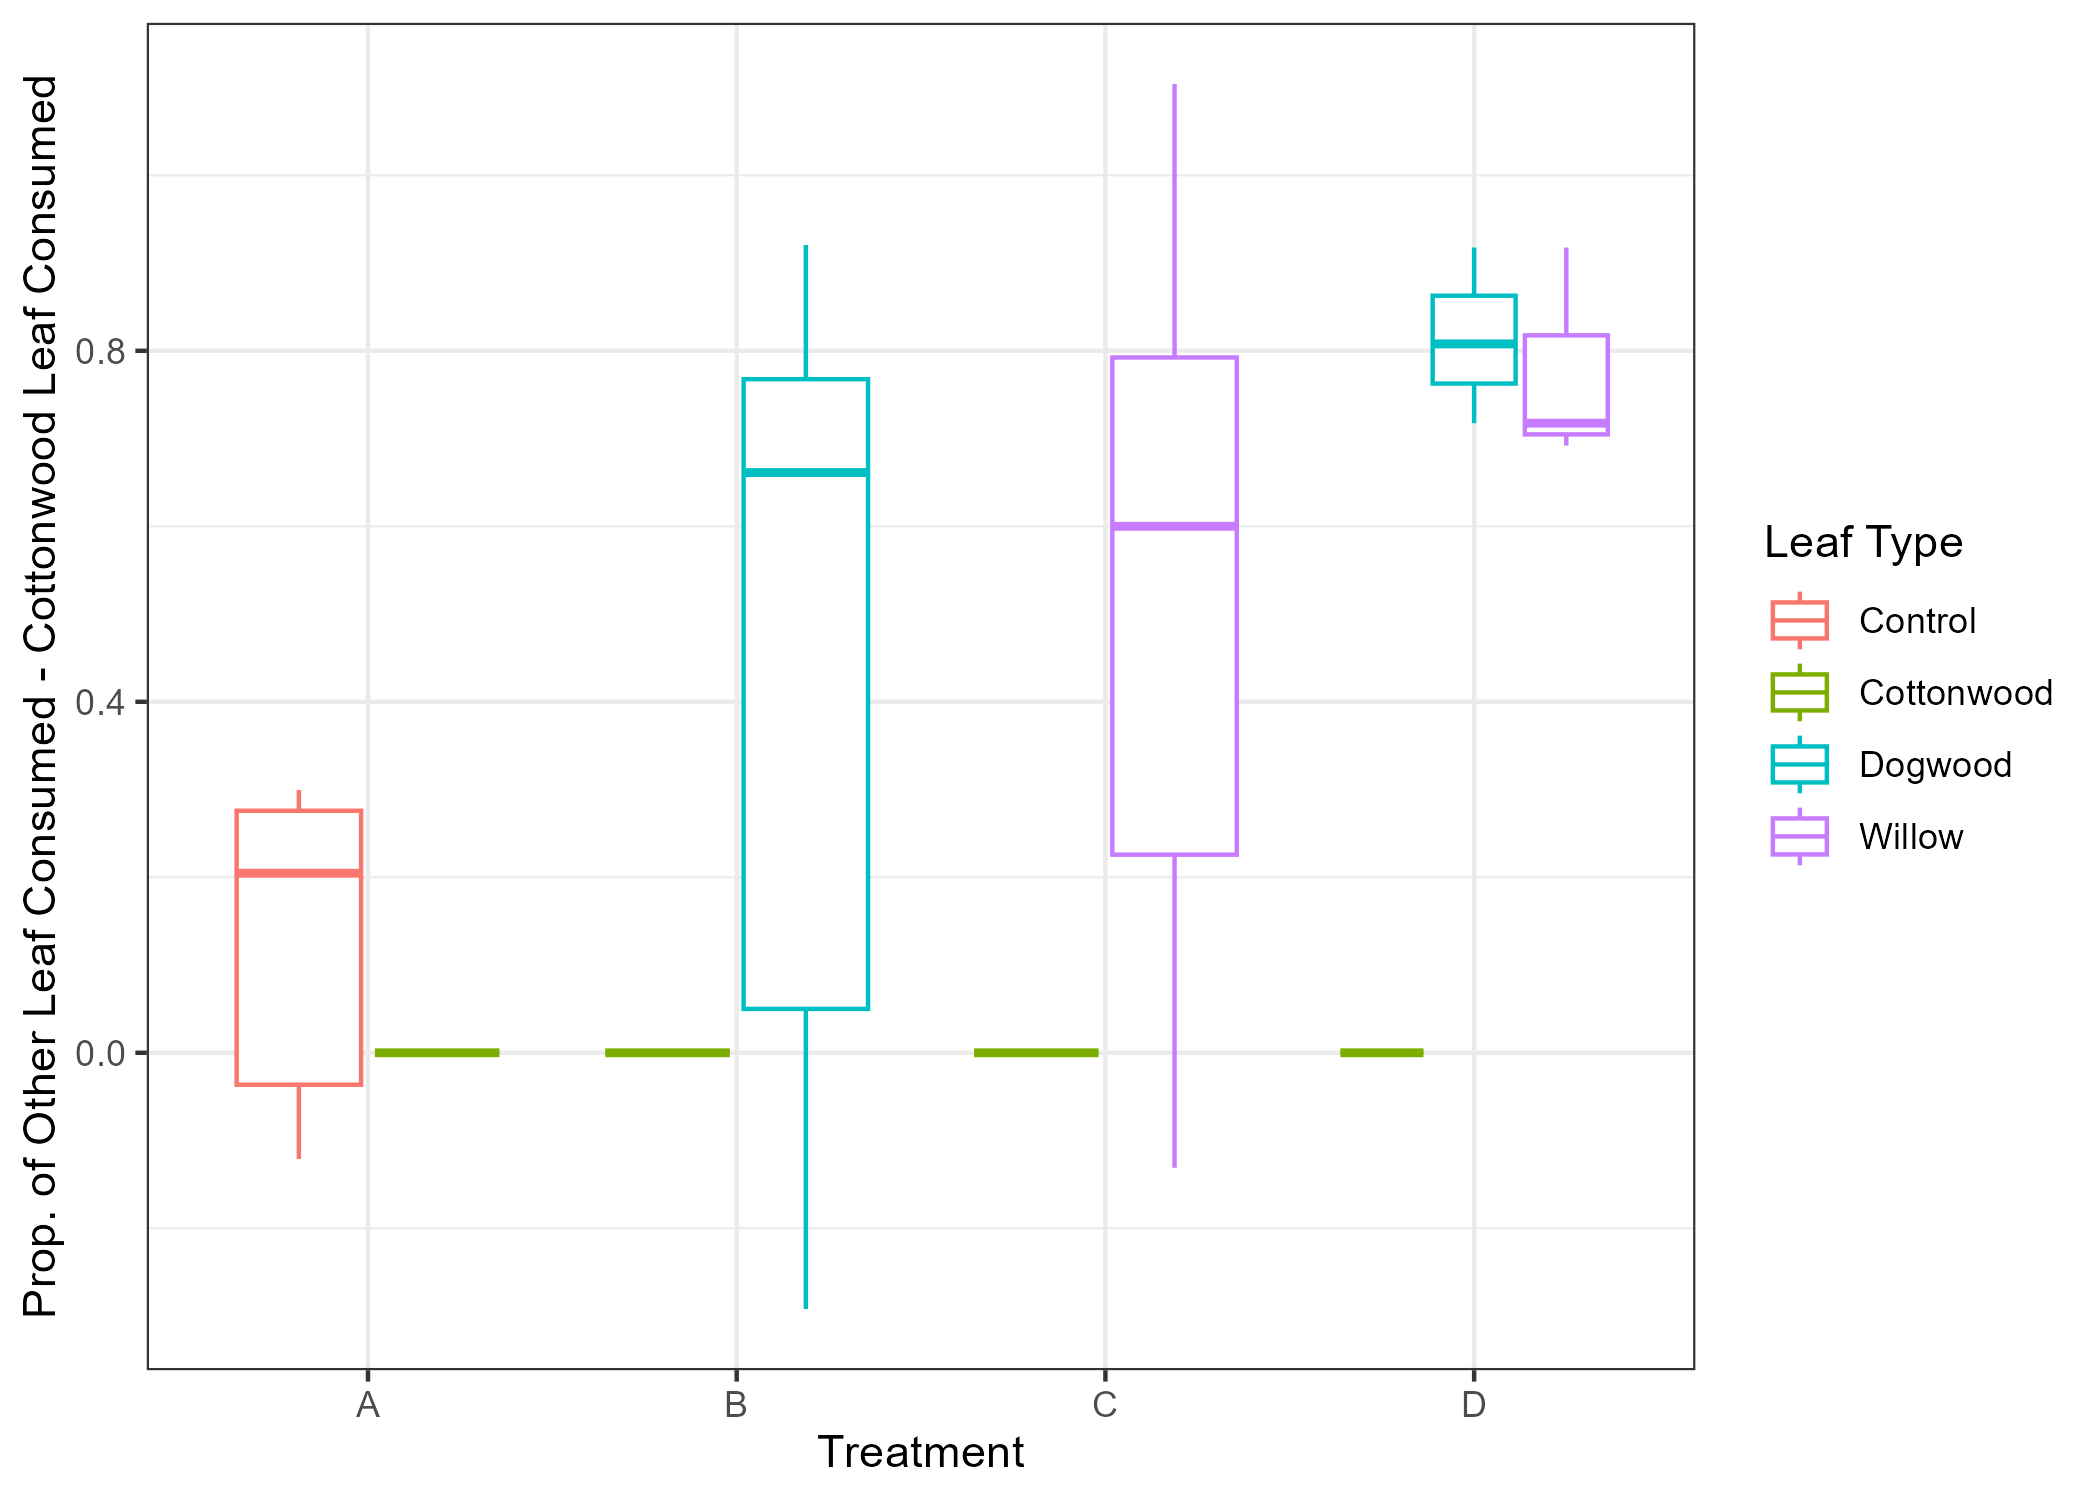 Prop. of Other Leaf Consumed - Cottonwood Leaf Consumed
0.8
0.4
0.0
A
B
C
D
Treatment
Leaf Type
Control
Cottonwood
Dogwood
Willow